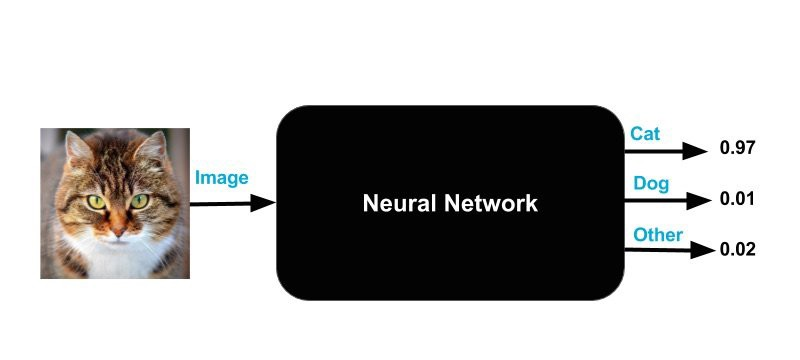 Image
Neural Network
Cat
0.97
Dog
0.01
Other
0.02